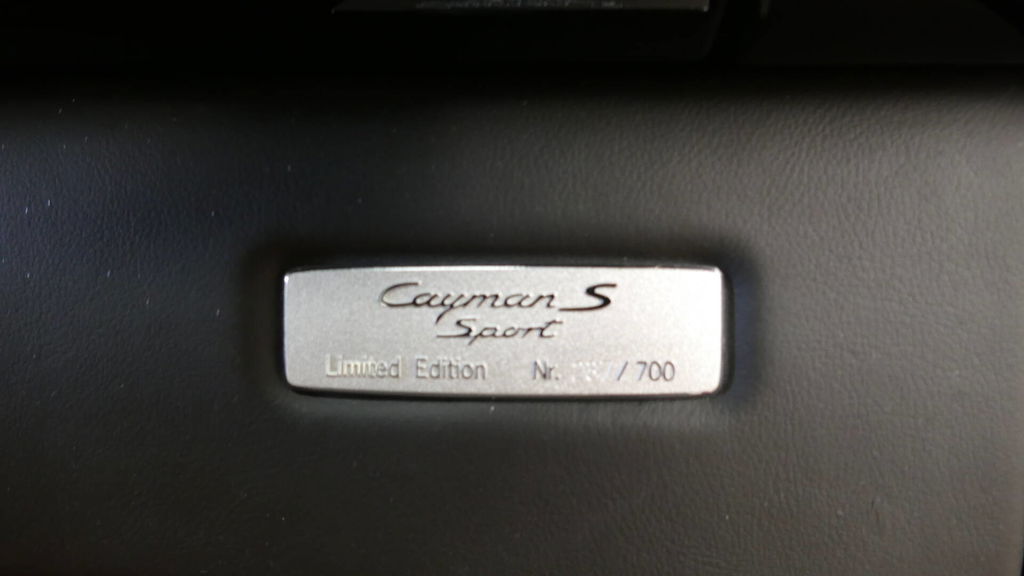 Cayman S
Sport
Limited Edition Nr. / 700